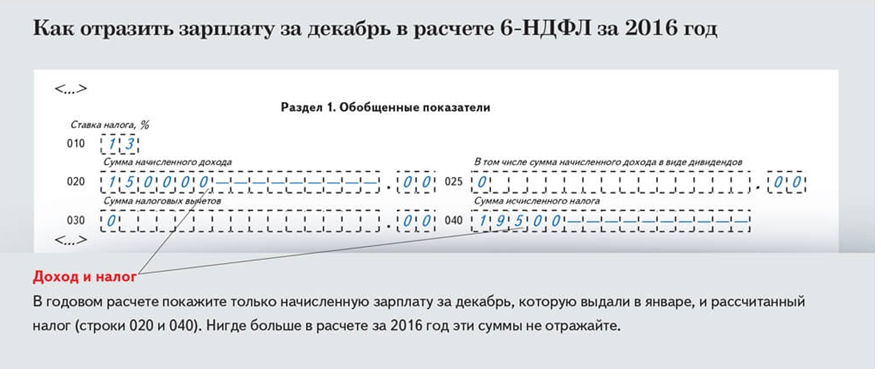 Как отразить зарплату за декабрь в расчете 6-НДФЛ за 2016 год
<...>
Раздел 1. Обобщенные показатели
Ставка налога, %
010 13
Сумма начисленного дохода В том числе сумма начисленного дохода в виде дивидендов
020 150000—————————.00 025 0.00
Сумма налоговых вычетов Сумма исчисленного налога
030 0.00 040 19500——————————
<...>
Доход и налог
В годовом расчете покажите только начисленную зарплату за декабрь, которую выдали в январе, и рассчитанный
налог (строки 020 и 040). Нигде больше в расчете за 2016 год эти суммы не отражайте.